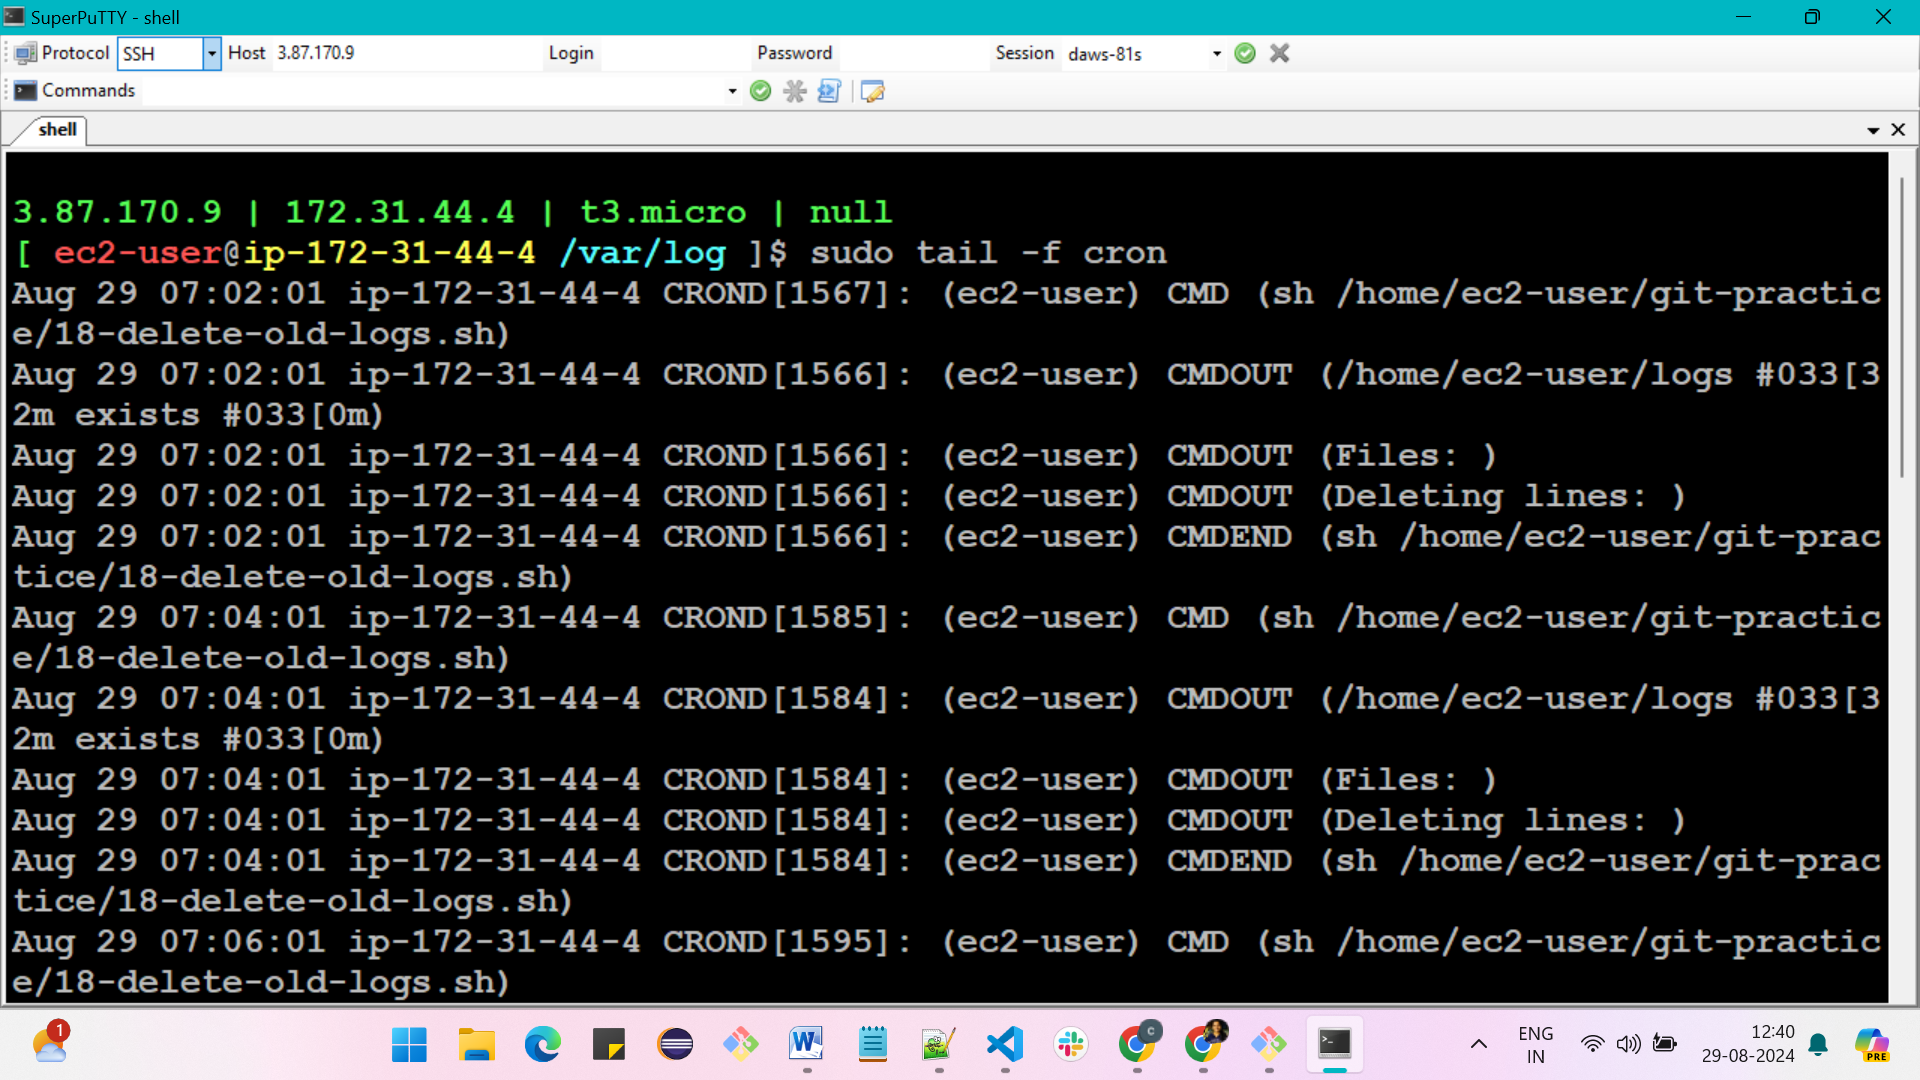 SuperPuTTY - shell
Protocol SSH Host 3.87.170.9 Login Password Session daws-81s
Commands
shell
3.87.170.9 | 172.31.44.4 | t3.micro | null
[ ec2-user@ip-172-31-44-4 /var/log ]$ sudo tail -f cron
Aug 29 07:02:01 ip-172-31-44-4 CROND[1567]: (ec2-user) CMD (sh /home/ec2-user/git-practic
e/18-delete-old-logs.sh)
Aug 29 07:02:01 ip-172-31-44-4 CROND[1566]: (ec2-user) CMDOUT (/home/ec2-user/logs #033[3
2m exists #033[0m)
Aug 29 07:02:01 ip-172-31-44-4 CROND[1566]: (ec2-user) CMDOUT (Files: )
Aug 29 07:02:01 ip-172-31-44-4 CROND[1566]: (ec2-user) CMDOUT (Deleting lines: )
Aug 29 07:02:01 ip-172-31-44-4 CROND[1566]: (ec2-user) CMDEND (sh /home/ec2-user/git-prac
tice/18-delete-old-logs.sh)
Aug 29 07:04:01 ip-172-31-44-4 CROND[1585]: (ec2-user) CMD (sh /home/ec2-user/git-practic
e/18-delete-old-logs.sh)
Aug 29 07:04:01 ip-172-31-44-4 CROND[1584]: (ec2-user) CMDOUT (/home/ec2-user/logs #033[3
2m exists #033[0m)
Aug 29 07:04:01 ip-172-31-44-4 CROND[1584]: (ec2-user) CMDOUT (Files: )
Aug 29 07:04:01 ip-172-31-44-4 CROND[1584]: (ec2-user) CMDOUT (Deleting lines: )
Aug 29 07:04:01 ip-172-31-44-4 CROND[1584]: (ec2-user) CMDEND (sh /home/ec2-user/git-prac
tice/18-delete-old-logs.sh)
Aug 29 07:06:01 ip-172-31-44-4 CROND[1595]: (ec2-user) CMD (sh /home/ec2-user/git-practic
e/18-delete-old-logs.sh)
1
W
C
ENG
IN
12:40
29-08-2024
PRE